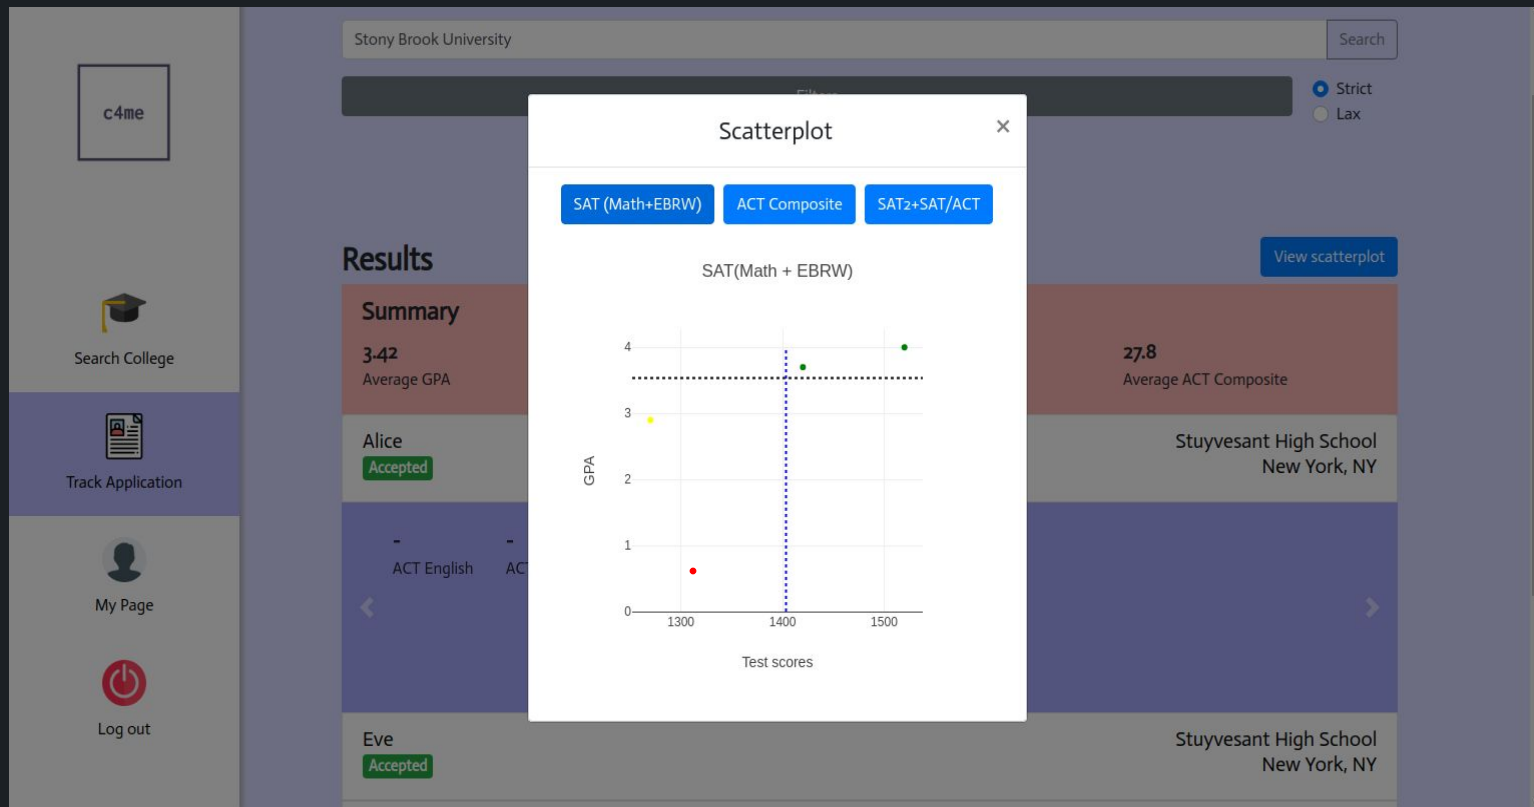 Stony Brook University
Search
Strict
Lax
c4me
Scatterplot
×
SAT (Math+EBRW)
ACT Composite
SAT2+SAT/ACT
Results
View scatterplot
SAT(Math + EBRW)
Search College
Track Application
My Page
Log out
Summary
3.42
Average GPA
27.8
Average ACT Composite
Alice
Accepted
Stuyvesant High School
New York, NY
-
ACT English
-
4
3
2
1
0
GPA
1300
1400
1500
Test scores
Eve
Accepted
Stuyvesant High School
New York, NY